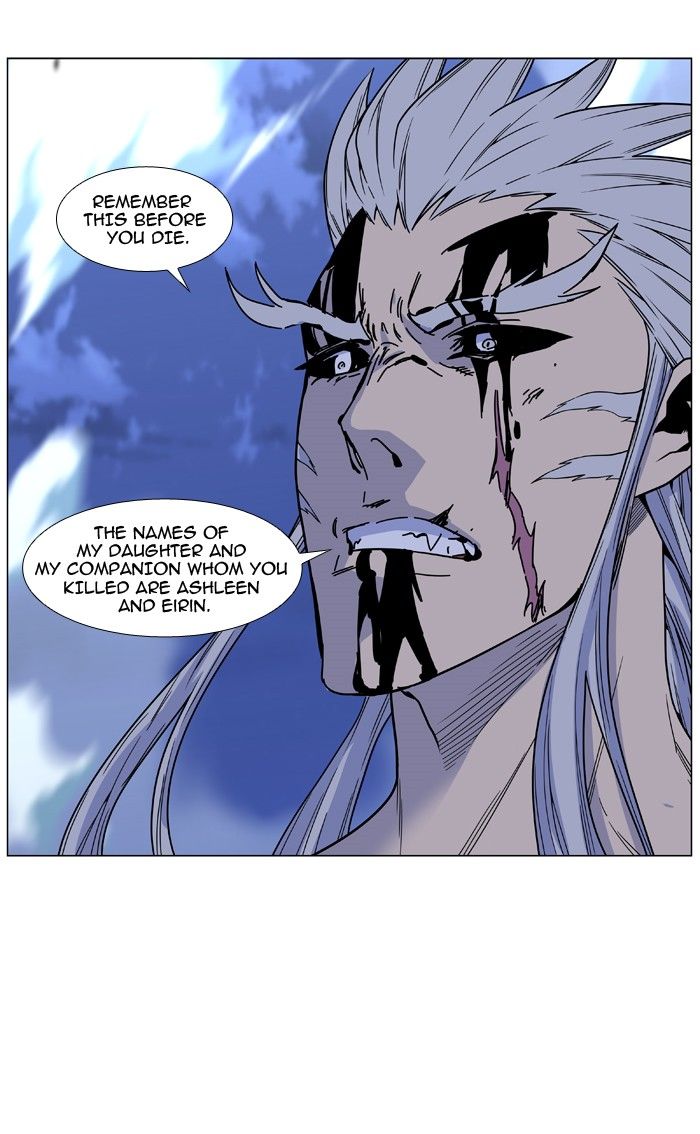 REMEMBER
THIS BEFORE
YOU DIE.
THE NAMES OF
MY DAUGHTER AND
MY COMPANION WHOM YOU
KILLED ARE ASHLEEN
AND EIRIN.